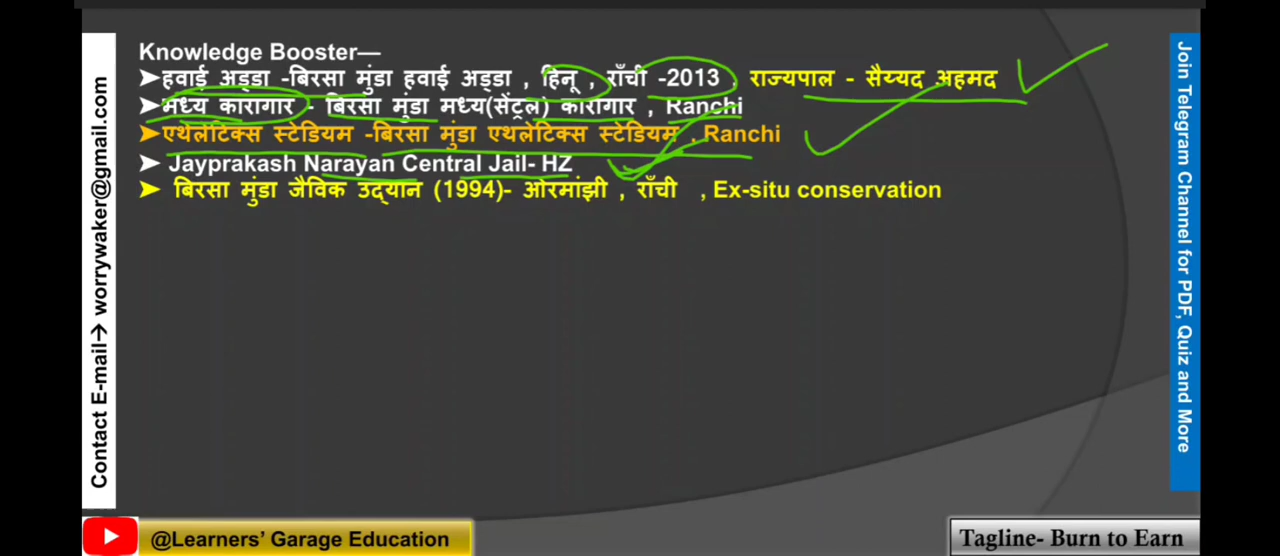 Knowledge Booster—
➤हवाई अड्डा -बिरसा मुंडा हवाई अड्डा , हिनू , राँची -2013 . राज्यपाल - सैय्यद अहमद
➤मध्य कारागार - बिरसा मुंडा मध्य(सेंट्रल) कारागार , Ranchi
➤एथेलेटिक्स स्टेडियम -बिरसा मुंडा एथलेटिक्स स्टेडियम , Ranchi
➤ Jayprakash Narayan Central Jail- HZ
➤ बिरसा मुंडा जैविक उद्यान (1994)- ओरमांझी , राँची , Ex-situ conservation
Contact E-mail→ worrywaker@gmail.com
Join Telegram Channel for PDF, Quiz and More
@Learners’ Garage Education
Tagline- Burn to Earn